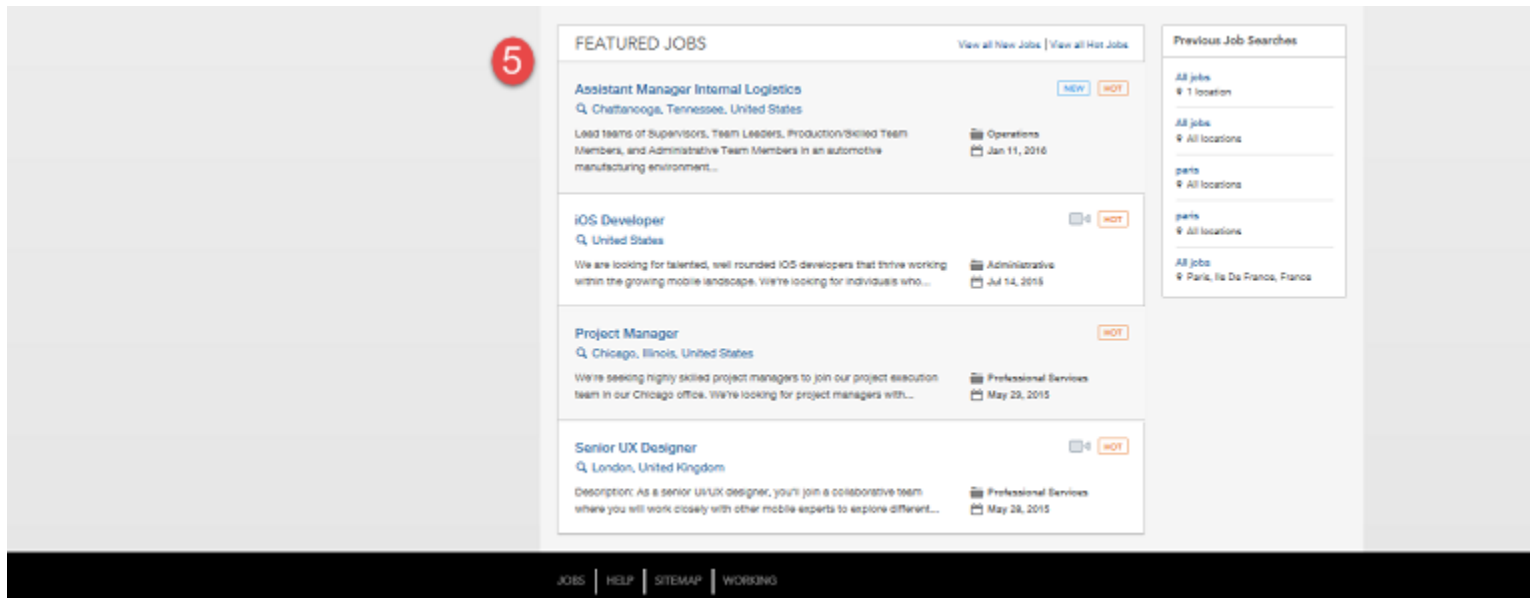 5
FEATURED JOBS
View all New Jobs | View all Hot Jobs
Assistant Manager Internal Logistics
NEW HOT
Chattanooga, Tennessee, United States
Lead teams of Supervisors, Team Leaders, Production/Skilled Team
Members, and Administrative Team Members in an automotive
manufacturing environment...
Operations
Jan 11, 2016
iOS Developer
HOT
United States
We are looking for talented, well rounded iOS developers that thrive working
within the growing mobile landscape. We're looking for individuals who...
Administrative
Jul 14, 2015
Project Manager
HOT
Chicago, Illinois, United States
We're seeking highly skilled project managers to join our project execution
team in our Chicago office. We're looking for project managers with...
Professional Services
May 29, 2015
Senior UX Designer
HOT
London, United Kingdom
Description: As a senior UI/UX designer, you'll join a collaborative team
where you will work closely with other mobile experts to explore different...
Professional Services
May 28, 2015
Previous Job Searches
All jobs
1 location
All jobs
All locations
paris
All locations
paris
All locations
All jobs
Paris, Ile De France, France
JOBS | HELP | SITEMAP | WORKING